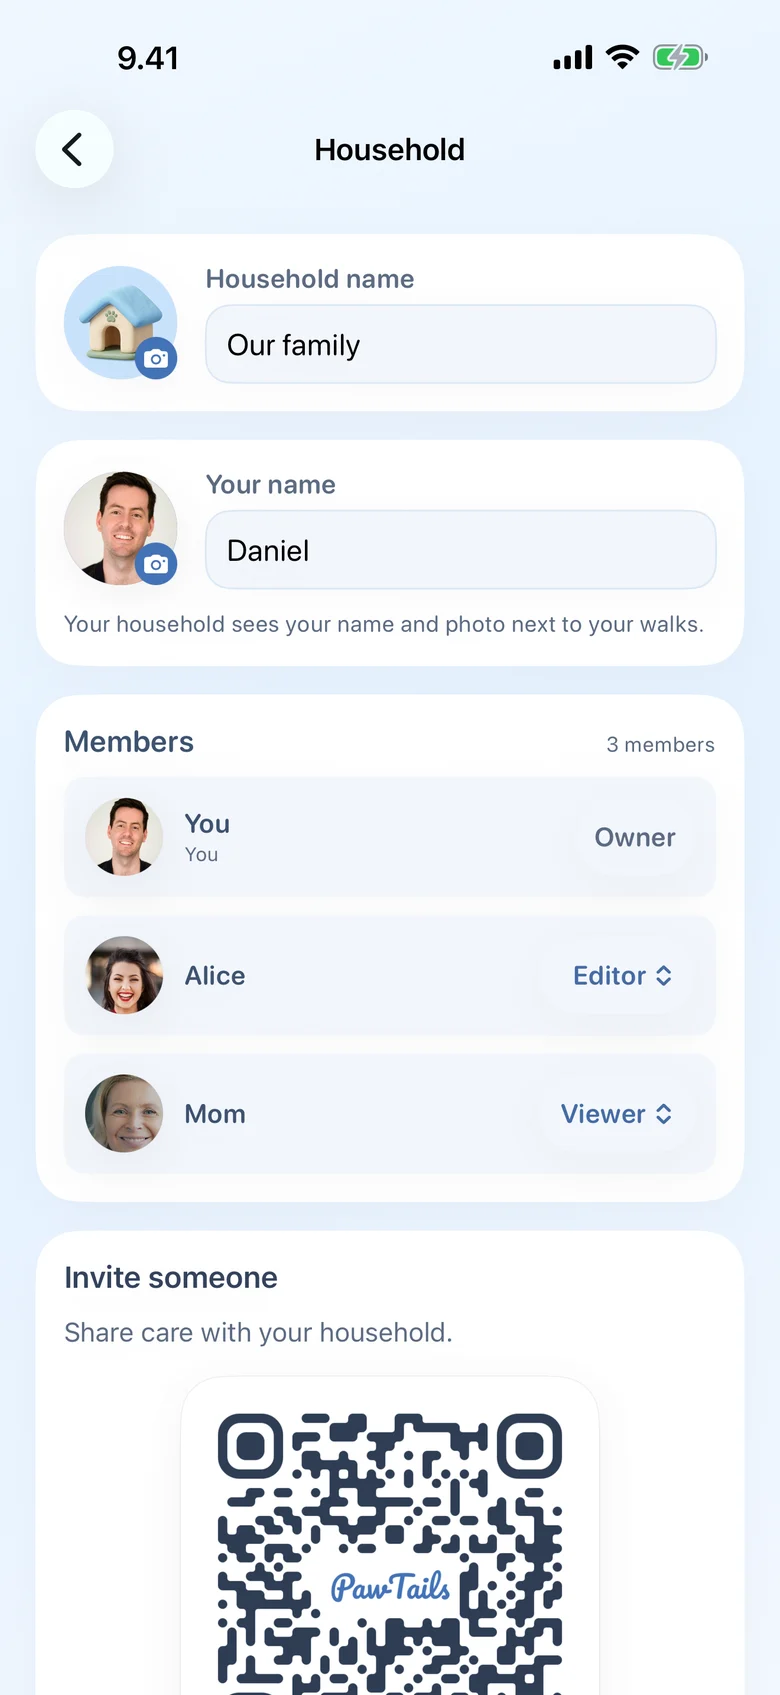 9.41
Household
Household name
Our family
Your name
Daniel
Your household sees your name and photo next to your walks.
Members
3 members
You
You
Owner
Alice
Editor
Mom
Viewer
Invite someone
Share care with your household.
PawTails